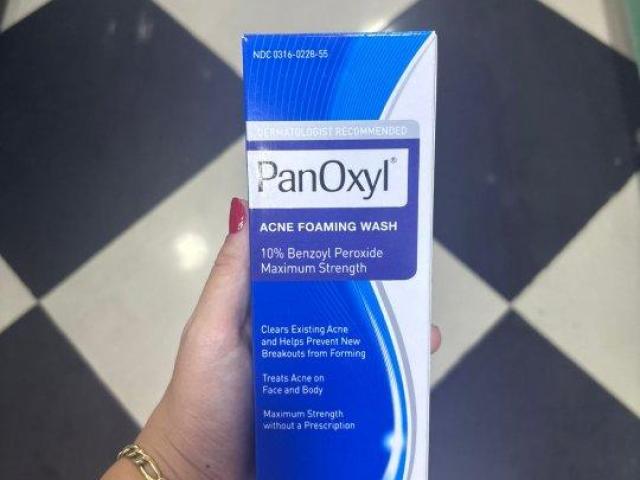 NDC 0316-0228-55
DERMATOLOGIST RECOMMENDED
PanOxyl®
ACNE FOAMING WASH
10% Benzoyl Peroxide
Maximum Strength
Clears Existing Acne
and Helps Prevent New
Breakouts from Forming
Treats Acne on
Face and Body
Maximum Strength
without a Prescription